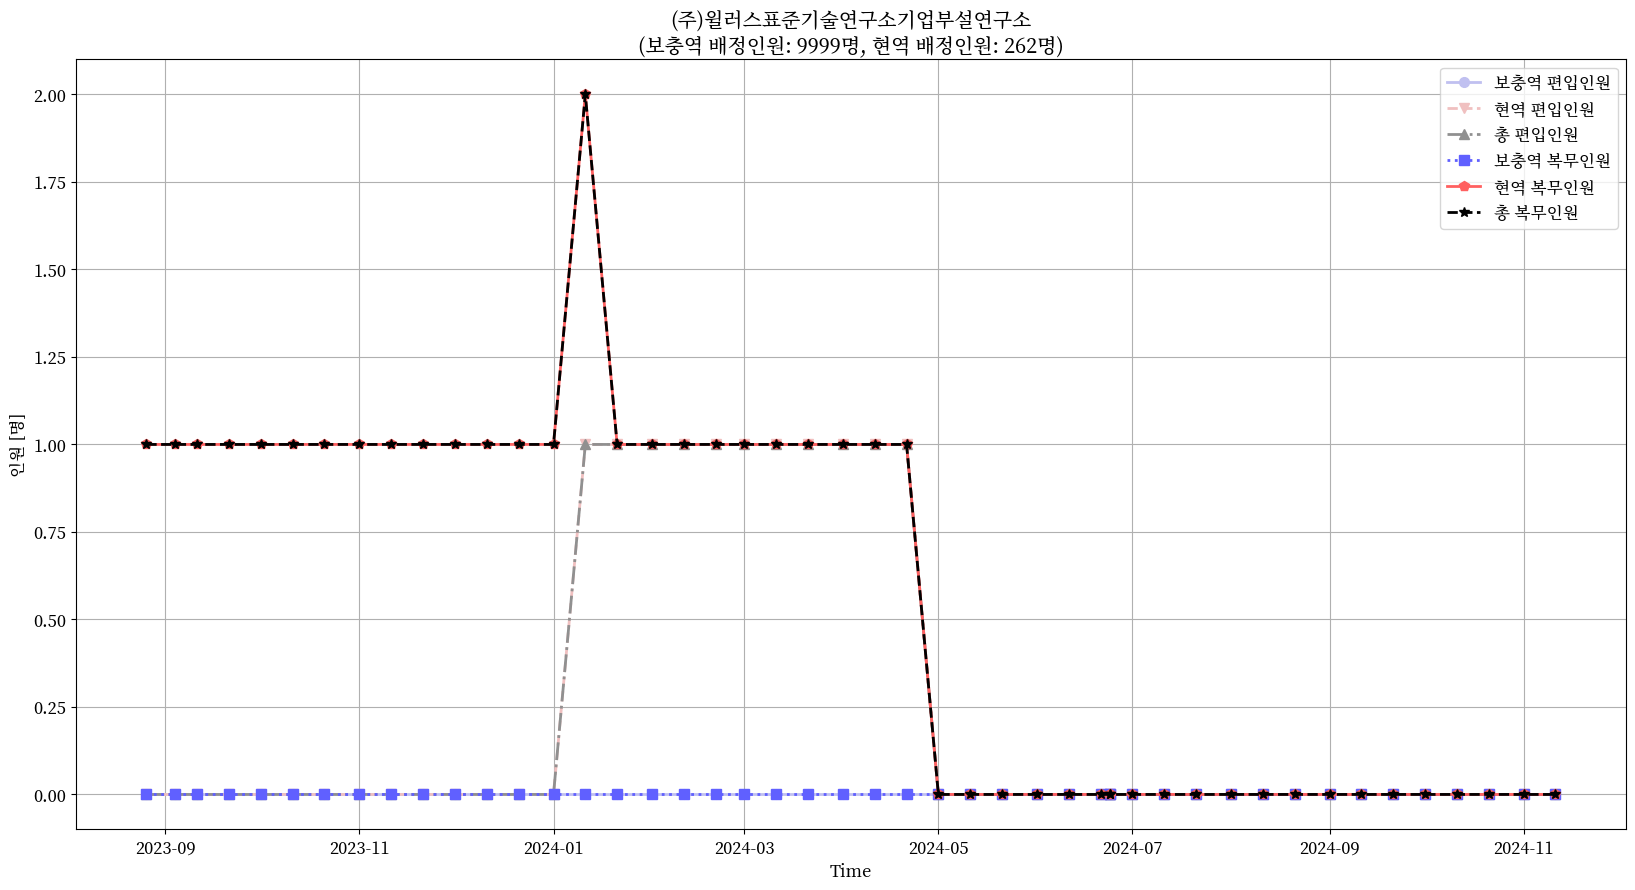 (주)윌러스표준기술연구소기업부설연구소
(보충역 배정인원: 9999명, 현역 배정인원: 262명)
보충역 편입인원
현역 편입인원
총 편입인원
보충역 복무인원
현역 복무인원
총 복무인원
2.00
1.75
1.50
1.25
1.00
0.75
0.50
0.25
0.00
인원 [명]
2023-09 2023-11 2024-01 2024-03 2024-05 2024-07 2024-09 2024-11
Time